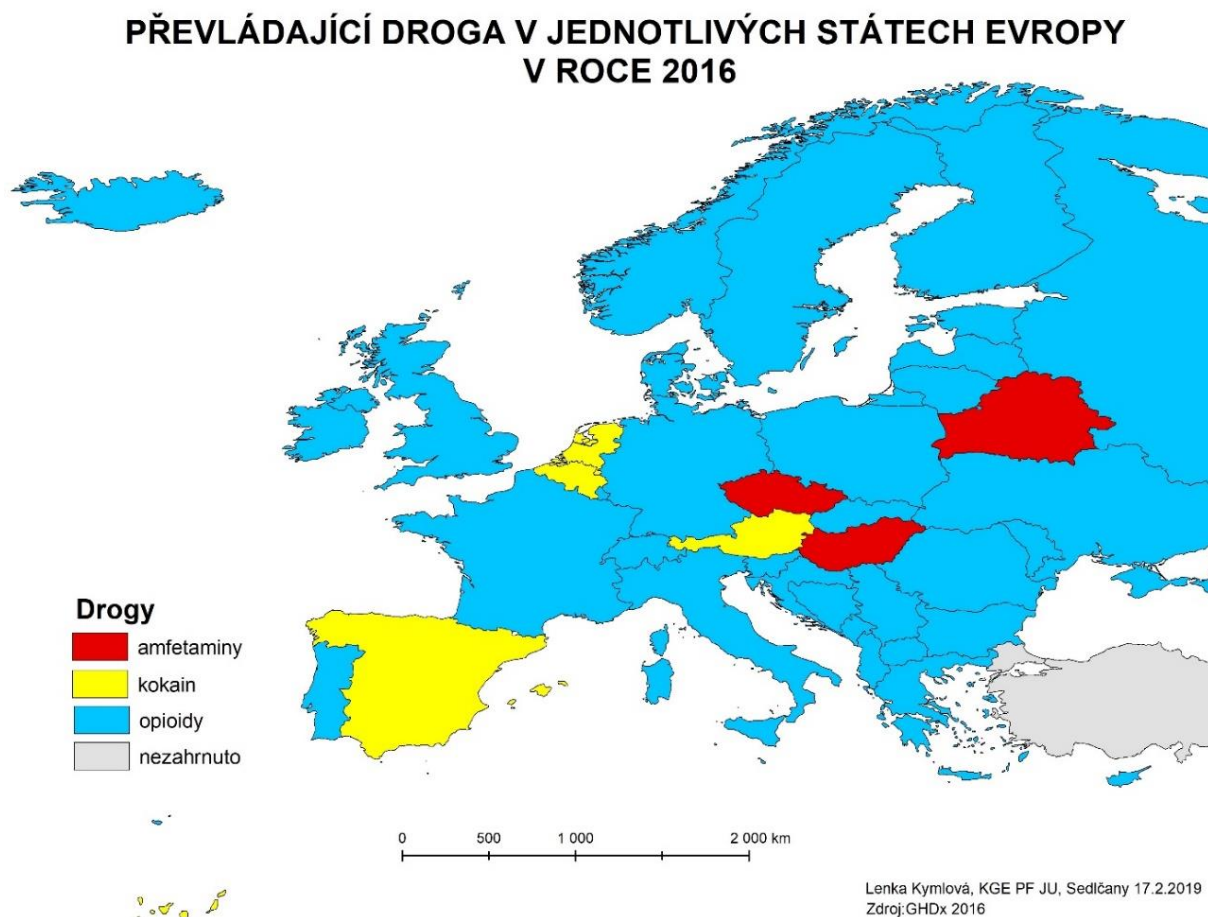 PŘEVLÁDAJÍCÍ DROGA V JEDNOTLIVÝCH STÁTECH EVROPY
V ROCE 2016
Drogy
amfetaminy
kokain
opioidy
nezahrnuto
0 500 1 000 2 000 km
Lenka Kymlová, KGE PF JU, Sedlčany 17.2.2019
Zdroj:GHDx 2016